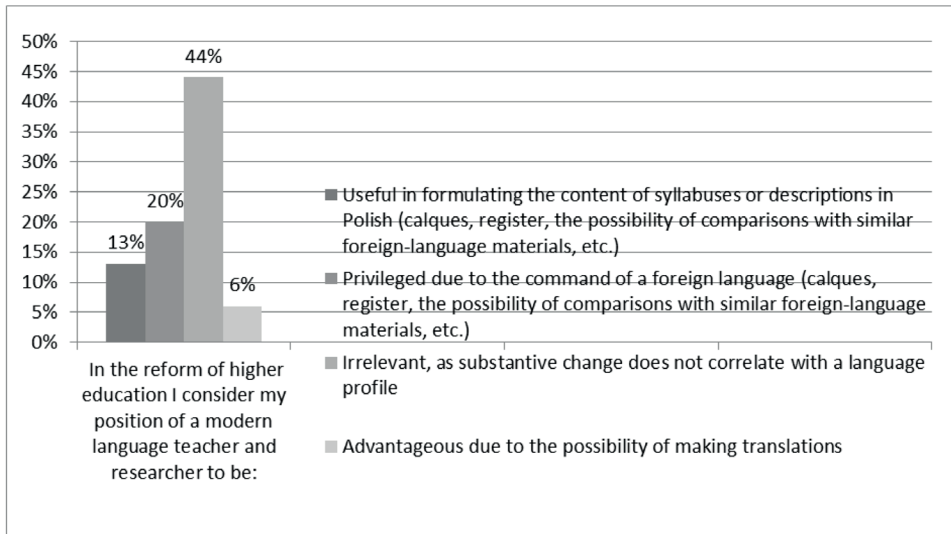 50%
45%
40%
35%
30%
25%
20%
15%
10%
5%
0%
13%
20%
44%
6%
In the reform of higher
education I consider my
position of a modern
language teacher and
researcher to be:
Useful in formulating the content of syllabuses or descriptions in
Polish (calques, register, the possibility of comparisons with similar
foreign-language materials, etc.)
Privileged due to the command of a foreign language (calques,
register, the possibility of comparisons with similar foreign-language
materials, etc.)
Irrelevant, as substantive change does not correlate with a language
profile
Advantageous due to the possibility of making translations